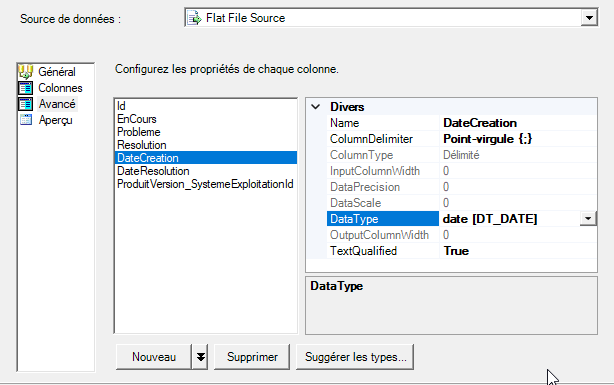 Source de données :
Flat File Source
Général
Colonnes
Avancé
Aperçu
Configurez les propriétés de chaque colonne.
Id
EnCours
Probleme
Resolution
DateCreation
DateResolution
ProduitVersion_SystemeExploitationId
Divers
Name DateCreation
ColumnDelimiter Point-virgule {;}
ColumnType Délimité
InputColumnWidth 0
DataPrecision 0
DataScale 0
DataType date [DT_DATE]
OutputColumnWidth 0
TextQualified True
DataType
Nouveau
Supprimer
Suggérer les types...